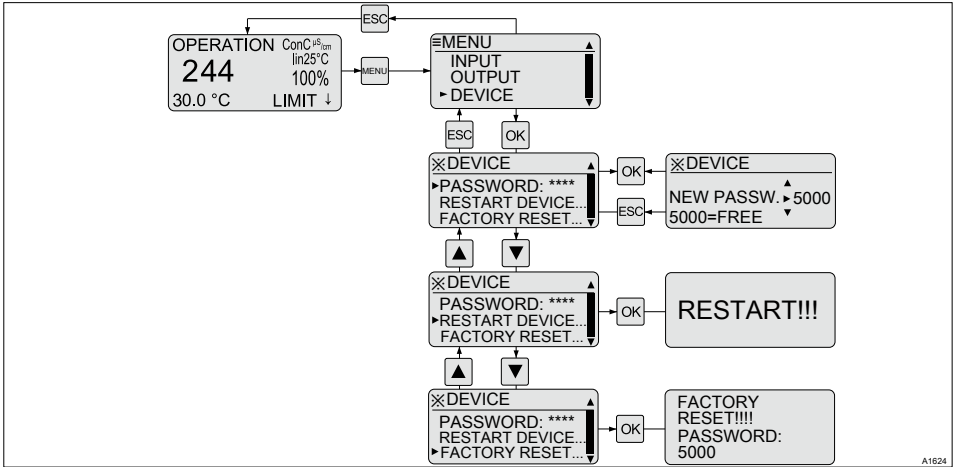 ESC
OPERATION ConC µS/cm
lin25°C
244 100%
30.0 °C LIMIT ↓
MENU
≡MENU
INPUT
OUTPUT
▸ DEVICE
ESC
OK
※DEVICE
▸PASSWORD: ****
RESTART DEVICE...
FACTORY RESET...
OK
ESC
※DEVICE
NEW PASSW. ▸ 5000
5000=FREE
▲
▼
※DEVICE
PASSWORD: ****
▸RESTART DEVICE...
FACTORY RESET...
OK
RESTART!!!
▲
▼
※DEVICE
PASSWORD: ****
RESTART DEVICE...
▸FACTORY RESET...
OK
FACTORY
RESET!!!!
PASSWORD:
5000
A1624